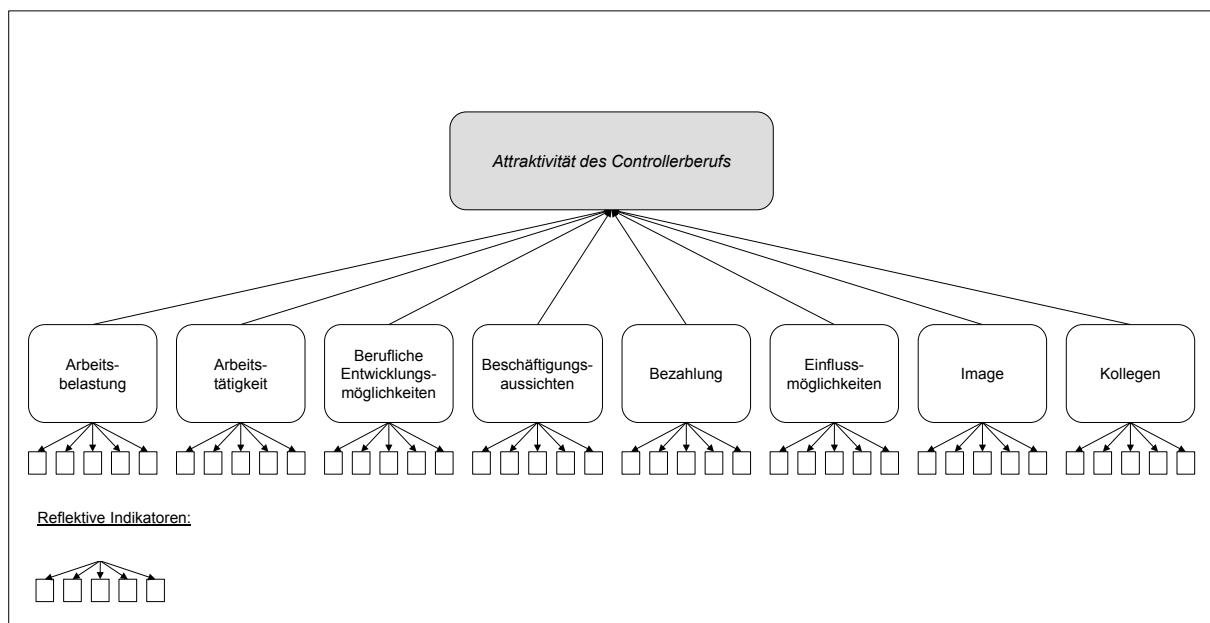 Attraktivität des Controllerberufs
Arbeits-
belastung
Arbeits-
tätigkeit
Berufliche
Entwicklungs-
möglichkeiten
Beschäftigungs-
aussichten
Bezahlung
Einfluss-
möglichkeiten
Image
Kollegen
Reflektive Indikatoren: